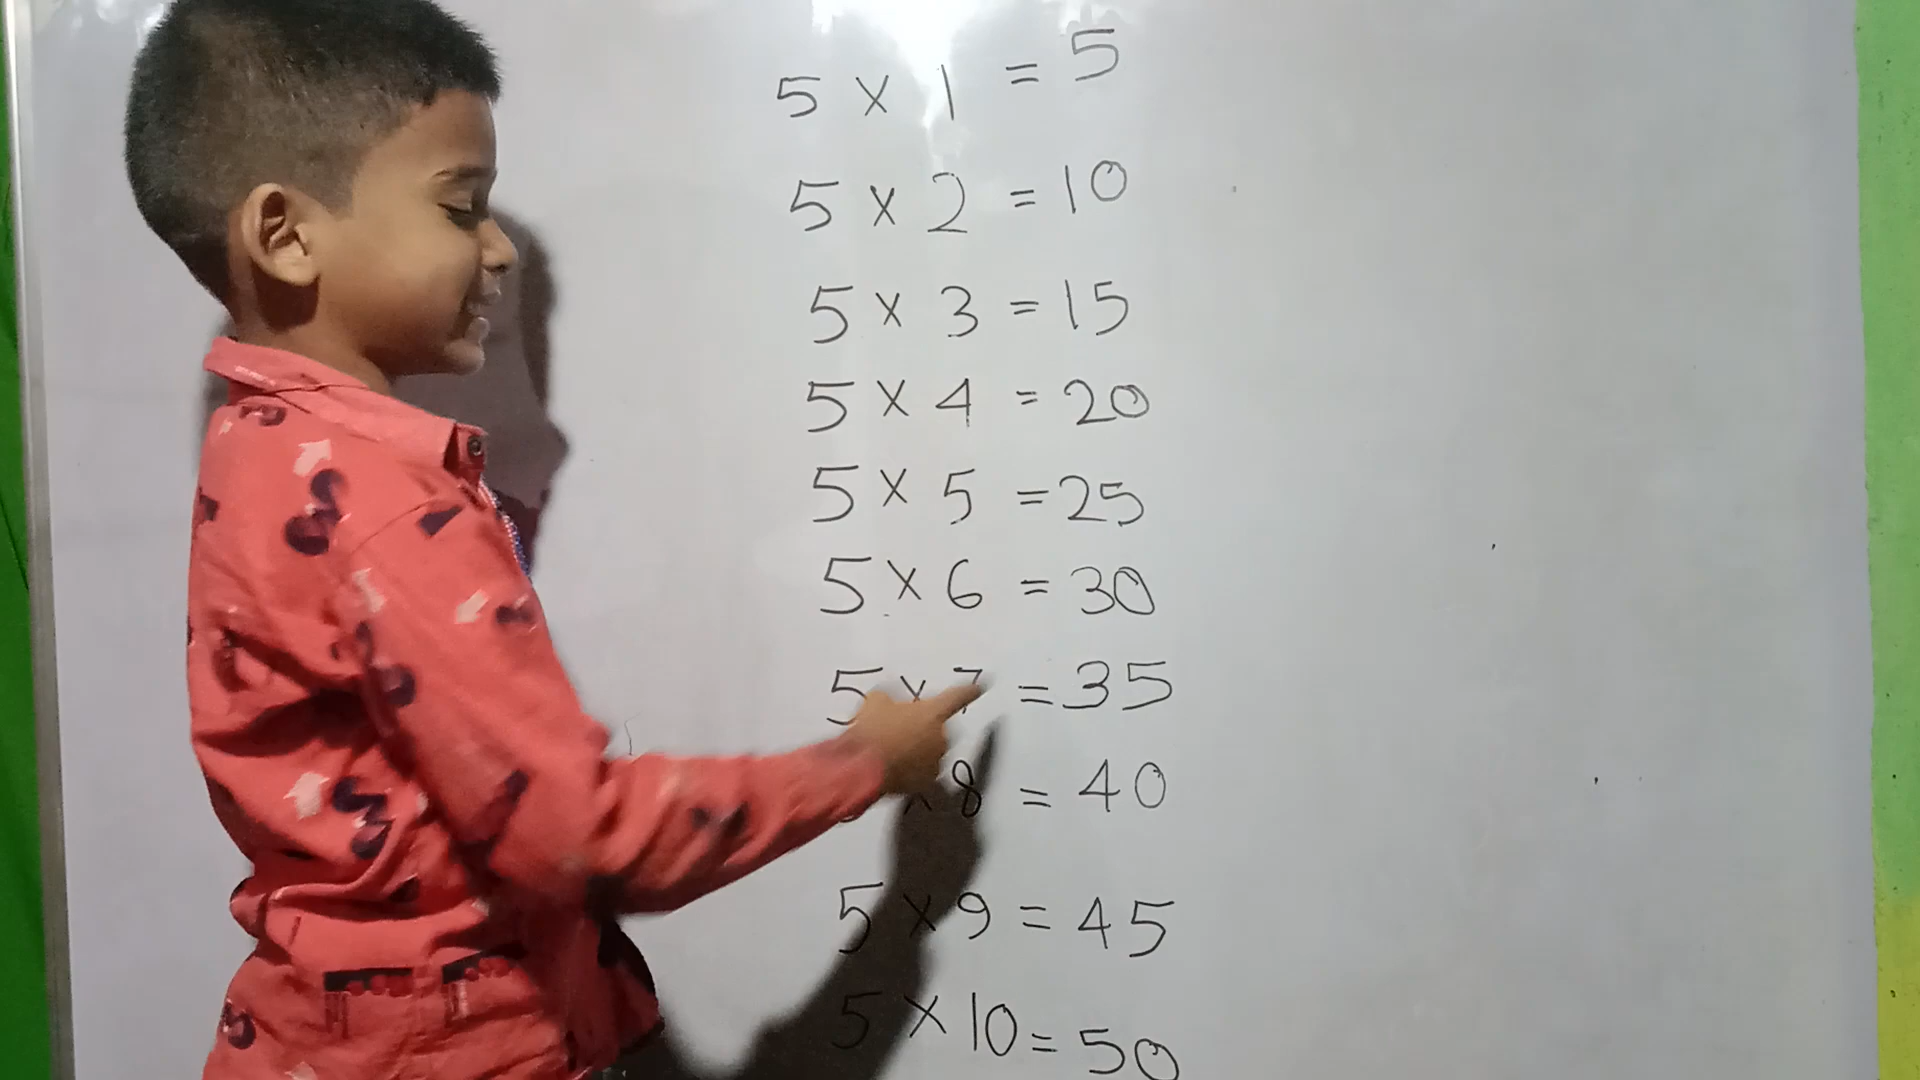 5 × 1 = 5
5 × 2 = 10
5 × 3 = 15
5 × 4 = 20
5 × 5 = 25
5 × 6 = 30
5 × 7 = 35
× 8 = 40
5 × 9 = 45
5 × 10 = 50